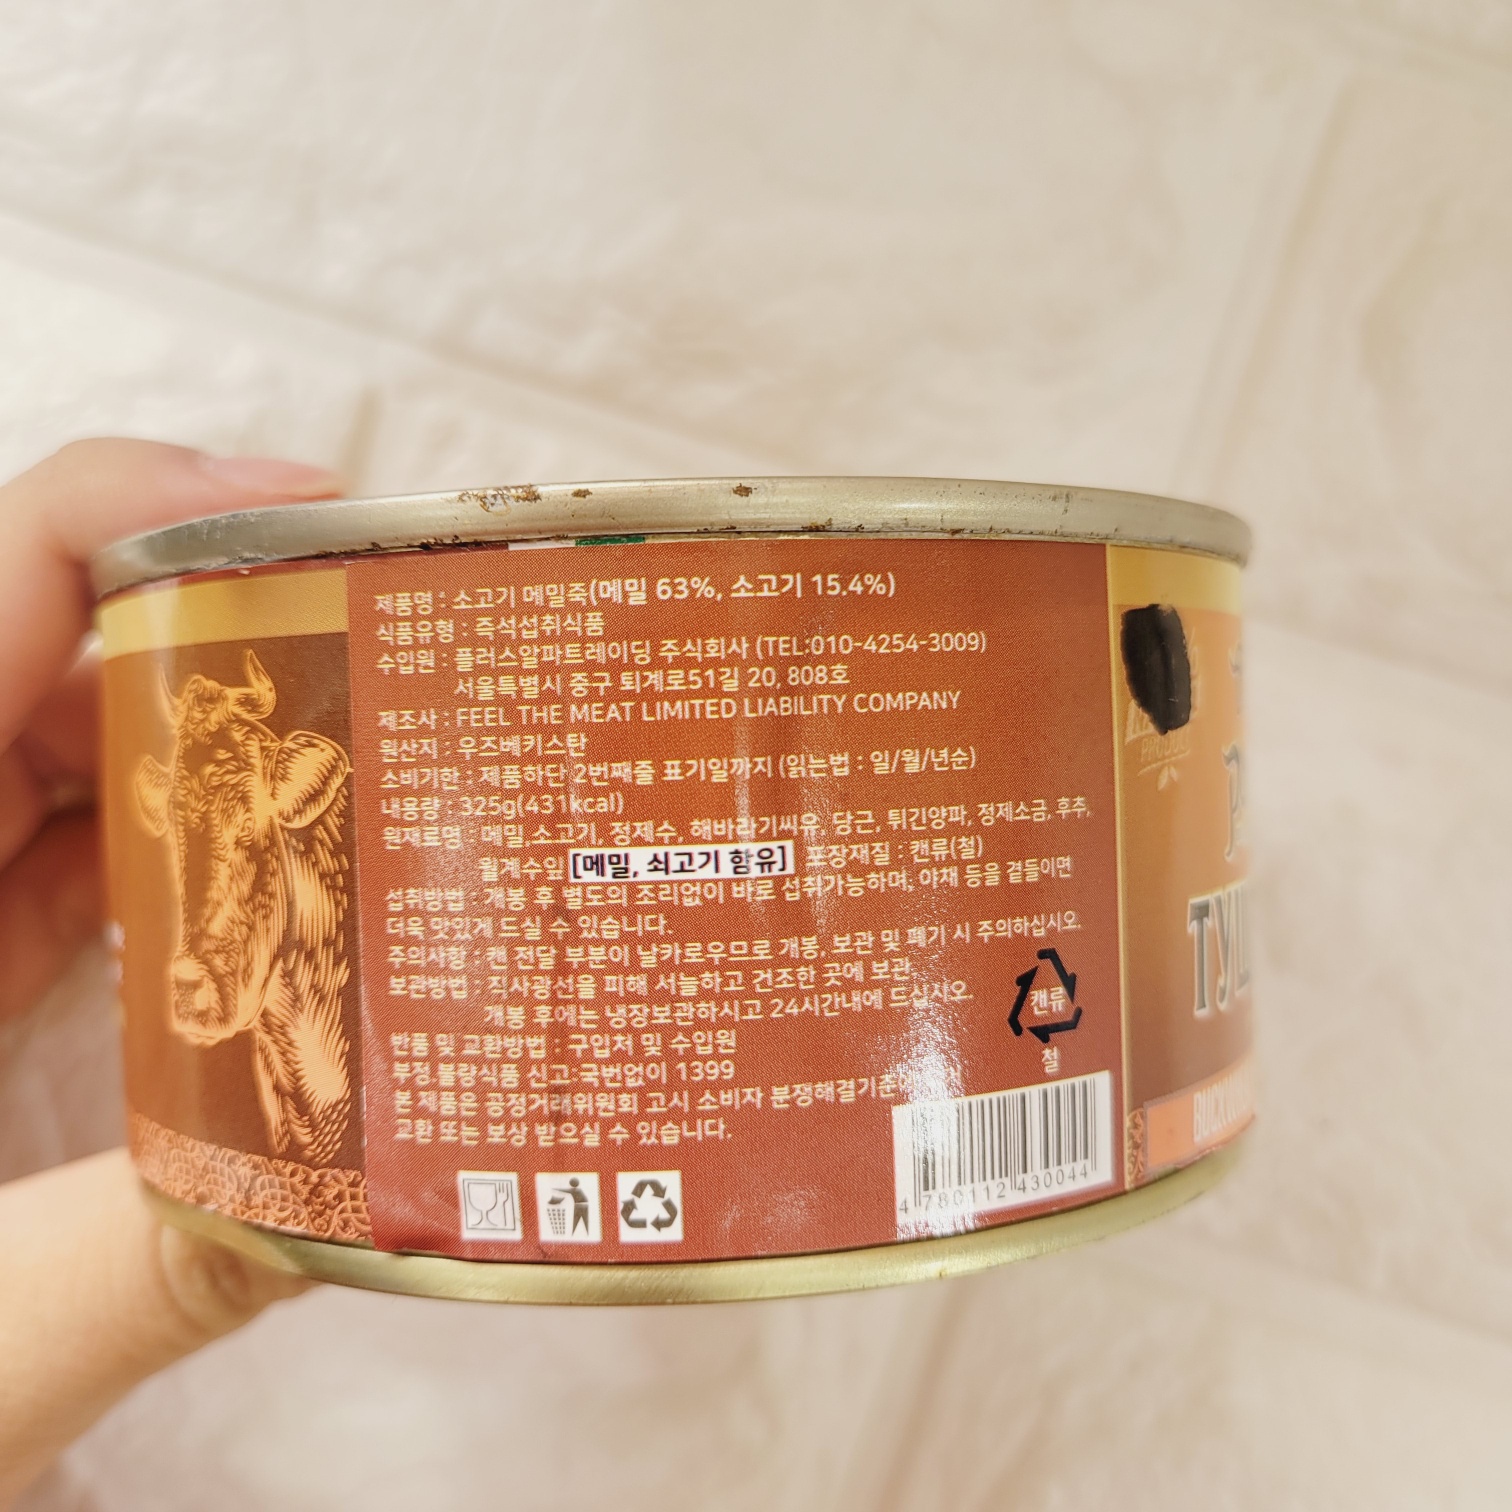 제품명 : 소고기 메밀죽(메밀 63%, 소고기 15.4%)
식품유형 : 즉석섭취식품
수입원 : 플러스알파트레이딩 주식회사 (TEL:010-4254-3009)
서울특별시 중구 퇴계로51길 20, 808호
제조사 : FEEL THE MEAT LIMITED LIABILITY COMPANY
원산지 : 우즈베키스탄
소비기한 : 제품하단 2번째줄 표기일까지 (읽는법 : 일/월/년순)
내용량 : 325g(431kcal)
원재료명 : 메밀,소고기, 정제수, 해바라기씨유, 당근, 튀긴양파, 정제소금, 후추,
월계수잎 [메밀, 쇠고기 함유] 포장재질 : 캔류(철)
섭취방법 : 개봉 후 별도의 조리없이 바로 섭취가능하며, 야채 등을 곁들이면
더욱 맛있게 드실 수 있습니다.
주의사항 : 캔 전달 부분이 날카로우므로 개봉, 보관 및 폐기 시 주의하십시오.
보관방법 : 직사광선을 피해 서늘하고 건조한 곳에 보관.
개봉 후에는 냉장보관하시고 24시간내에 드십시오.
캔류
철
반품 및 교환방법 : 구입처 및 수입원
부정.불량식품 신고:국번없이 1399
본 제품은 공정거래위원회 고시 소비자 분쟁해결기준에
교환 또는 보상 받으실 수 있습니다.
4 780112 430044
PRODUC
ТУШ